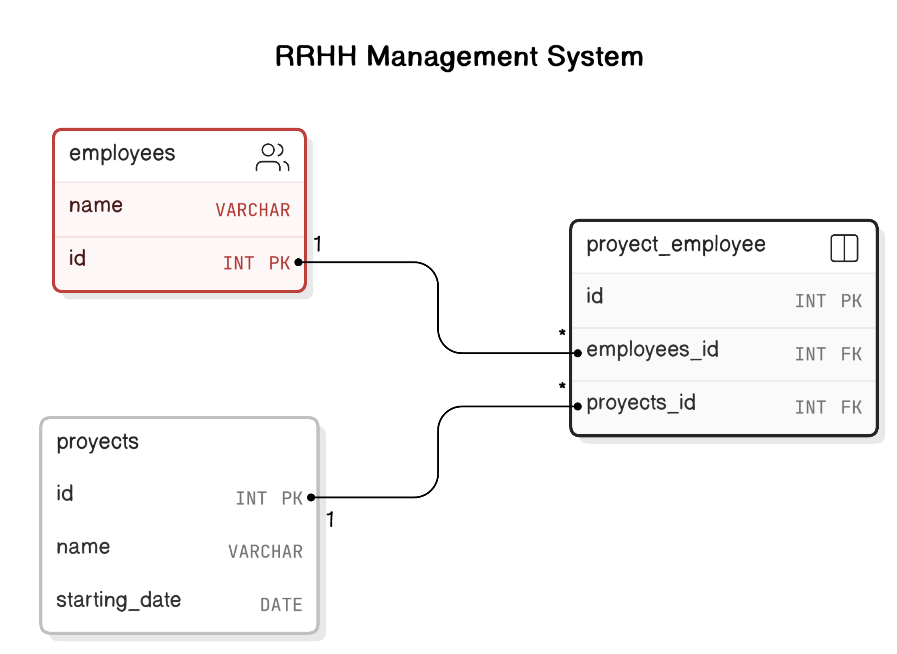 RRHH Management System
employees
name VARCHAR
id INT PK
1
proyect_employee
id INT PK
*
employees_id INT FK
*
proyects_id INT FK
proyects
id INT PK
1
name VARCHAR
starting_date DATE